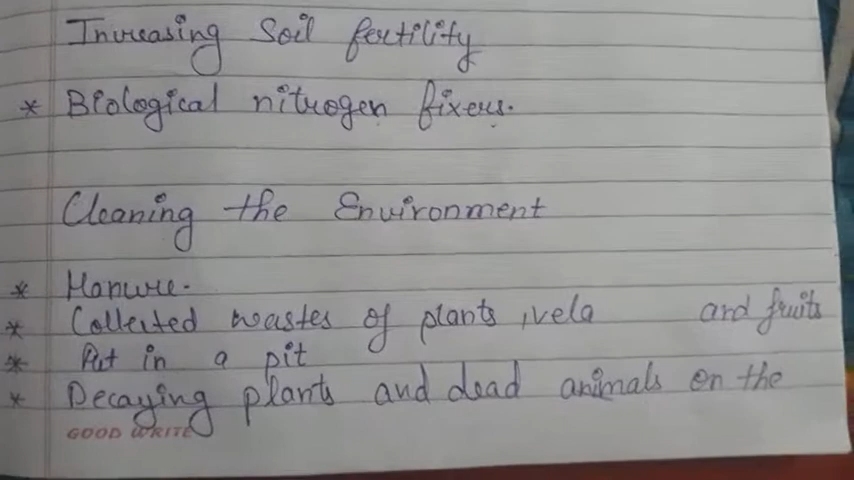 Increasing Soil fertility
* Biological nitrogen fixers.
Cleaning the Environment
* Manure.
* Collected wastes of plants , vela and fruits
* Put in a pit
* Decaying plants and dead animals on the
GOOD WRITE